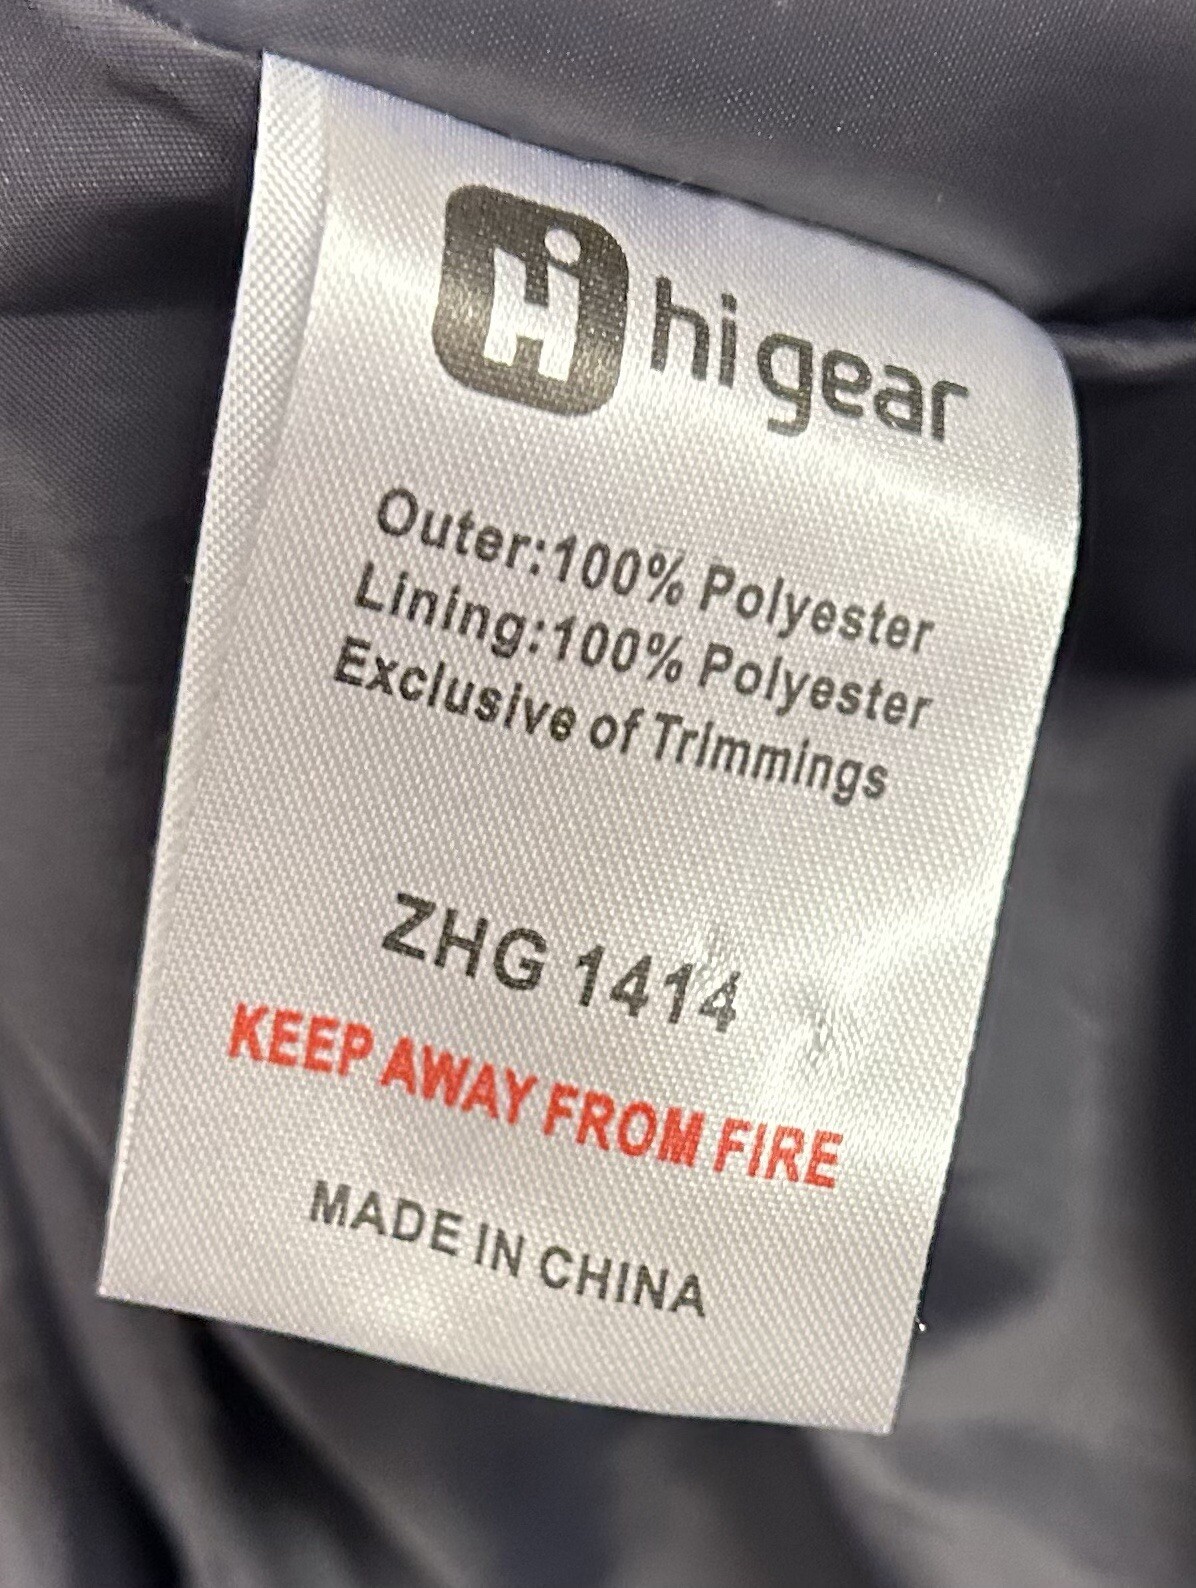 Hi hi gear
Outer:100% Polyester
Lining:100% Polyester
Exclusive of TrImmings
ZHG 1414
KEEP AWAY FROM FIRE
MADE IN CHINA